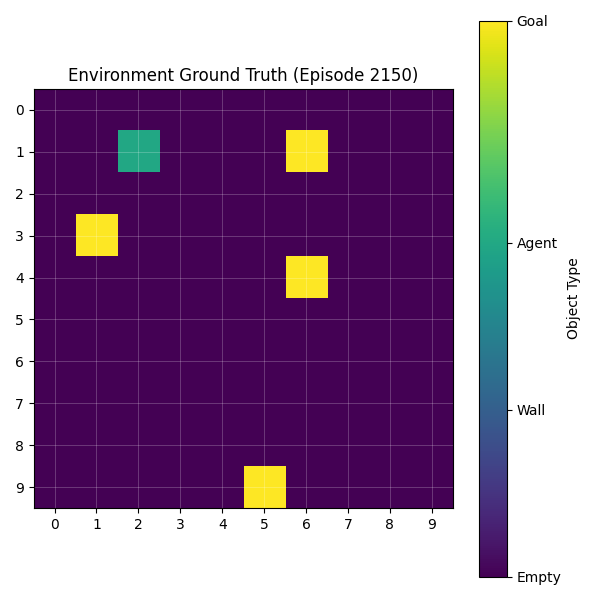 Environment Ground Truth (Episode 2150)
0
1
2
3
4
5
6
7
8
9
0 1 2 3 4 5 6 7 8 9
Goal
Agent
Wall
Empty
Object Type